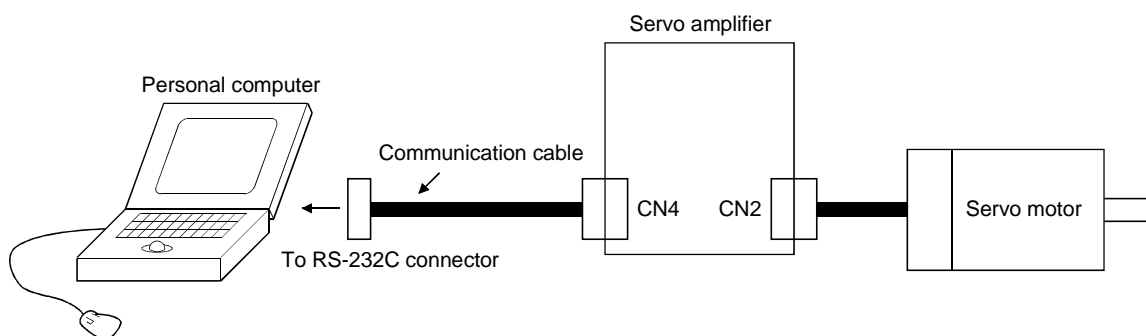 Servo amplifier
Personal computer
Communication cable
CN4
CN2
Servo motor
To RS-232C connector